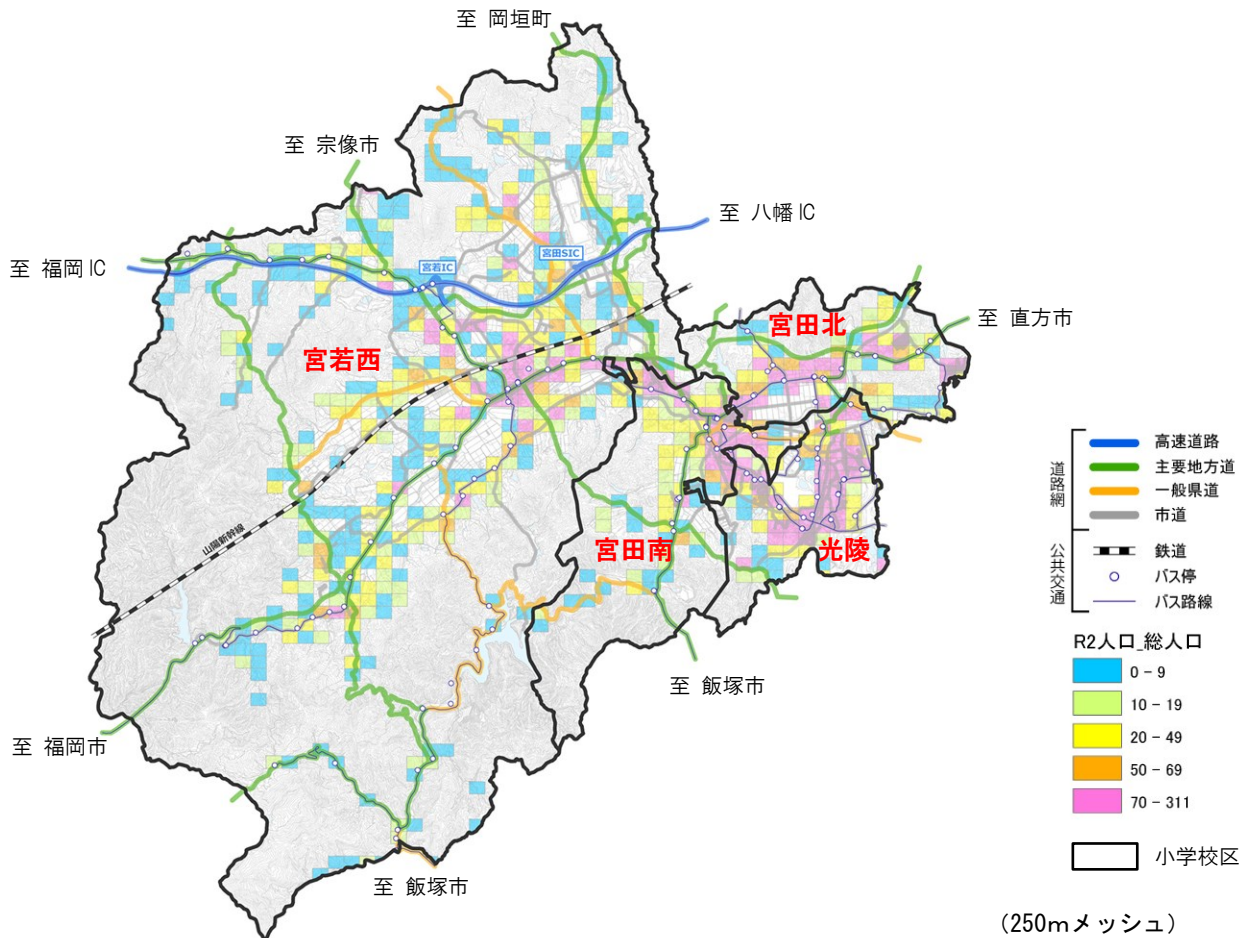 至 岡垣町
至 宗像市
至 八幡IC
至 福岡IC
宮若IC
宮田SIC
宮田北
至 直方市
宮若西
山陽新幹線
宮田南
光陵
至 飯塚市
至 福岡市
至 飯塚市
道路網
高速道路
主要地方道
一般県道
市道
公共交通
鉄道
バス停
バス路線
R2人口_総人口
0 - 9
10 - 19
20 - 49
50 - 69
70 - 311
小学校区
(250mメッシュ)